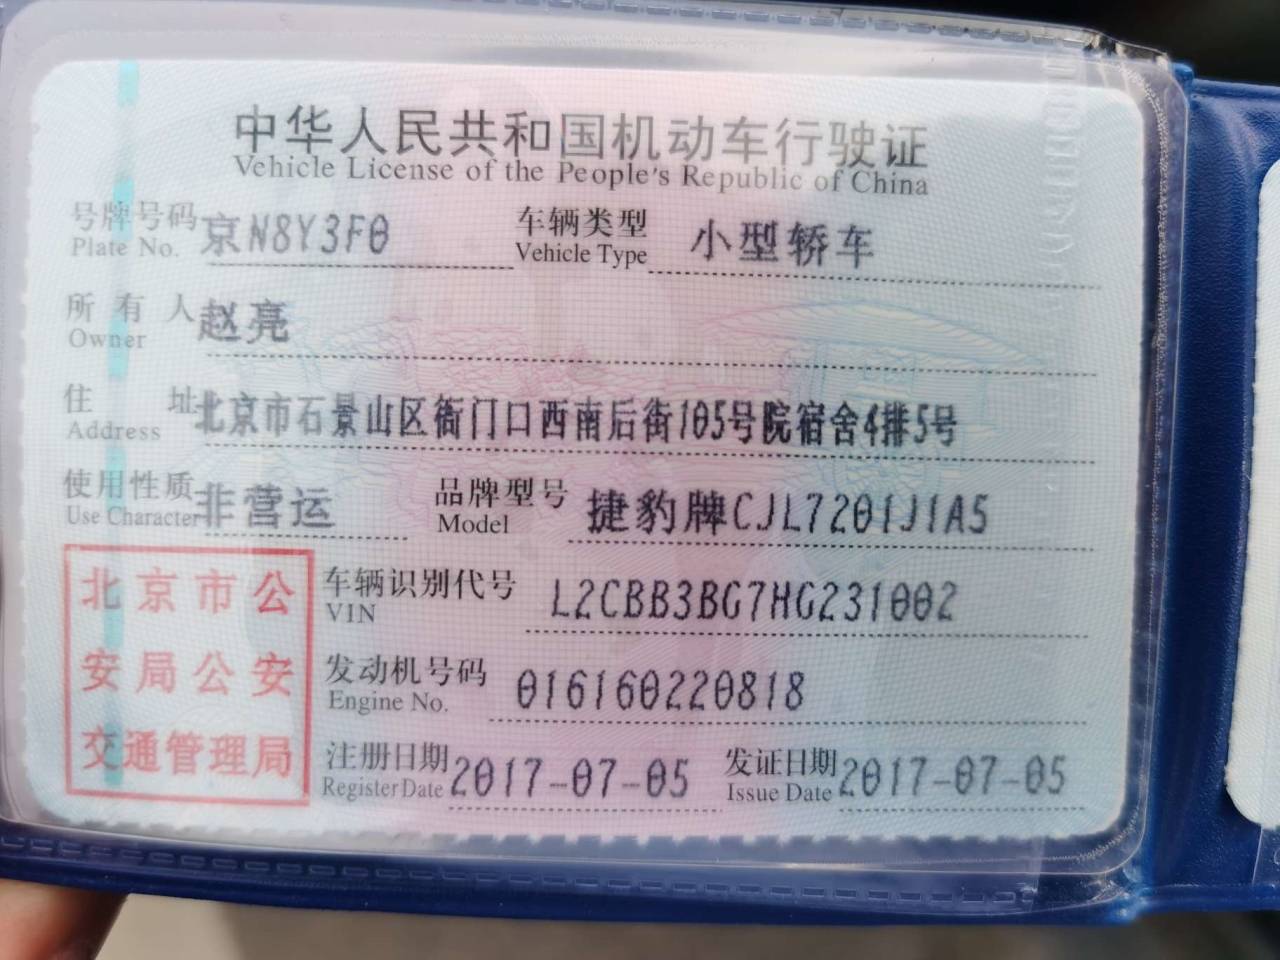 中华人民共和国机动车行驶证
Vehicle License of the People's Republic of China
号牌号码 京N8Y3F0 车辆类型 小型轿车
Plate No. Vehicle Type
所有人 赵亮
Owner
住址 北京市石景山区衙门口西南后街105号院宿舍4排5号
Address
使用性质 非营运 品牌型号 捷豹牌CJL7201J1A5
Use Character Model
北京市公安局公安交通管理局
车辆识别代号 L2CBB3BG7HG231002
VIN
发动机号码 016160220818
Engine No.
注册日期 2017-07-05 发证日期 2017-07-05
Register Date Issue Date